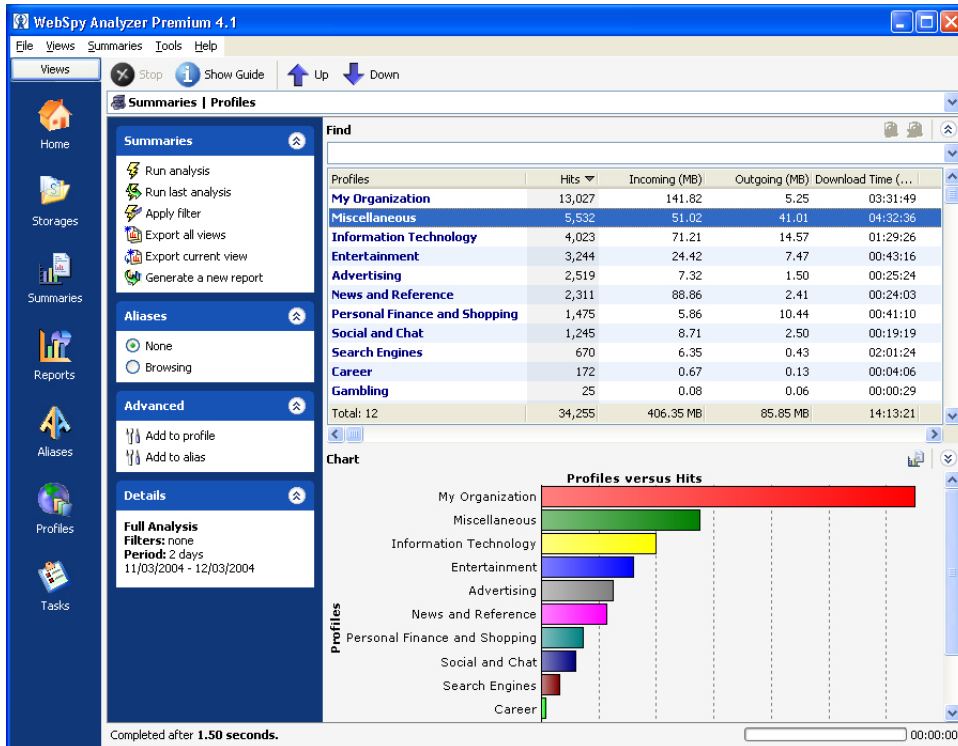 WebSpy Analyzer Premium 4.1
File Views Summaries Tools Help
Views
Stop Show Guide Up Down
Summaries | Profiles
Home
Storages
Summaries
Reports
Aliases
Profiles
Tasks
Summaries
Run analysis
Run last analysis
Apply filter
Export all views
Export current view
Generate a new report
Aliases
None
Browsing
Advanced
Add to profile
Add to alias
Details
Full Analysis
Filters: none
Period: 2 days
11/03/2004 - 12/03/2004
Find
Profiles Hits Incoming (MB) Outgoing (MB) Download Time (...
My Organization 13,027 141.82 5.25 03:31:49
Miscellaneous 5,532 51.02 41.01 04:32:36
Information Technology 4,023 71.21 14.57 01:29:26
Entertainment 3,244 24.42 7.47 00:43:16
Advertising 2,519 7.32 1.50 00:25:24
News and Reference 2,311 88.86 2.41 00:24:03
Personal Finance and Shopping 1,475 5.86 10.44 00:41:10
Social and Chat 1,245 8.71 2.50 00:19:19
Search Engines 670 6.35 0.43 02:01:24
Career 172 0.67 0.13 00:04:06
Gambling 25 0.08 0.06 00:00:29
Total: 12 34,255 406.35 MB 85.85 MB 14:13:21
Chart
Profiles versus Hits
Profiles
My Organization
Miscellaneous
Information Technology
Entertainment
Advertising
News and Reference
Personal Finance and Shopping
Social and Chat
Search Engines
Career
Completed after 1.50 seconds.
00:00:00